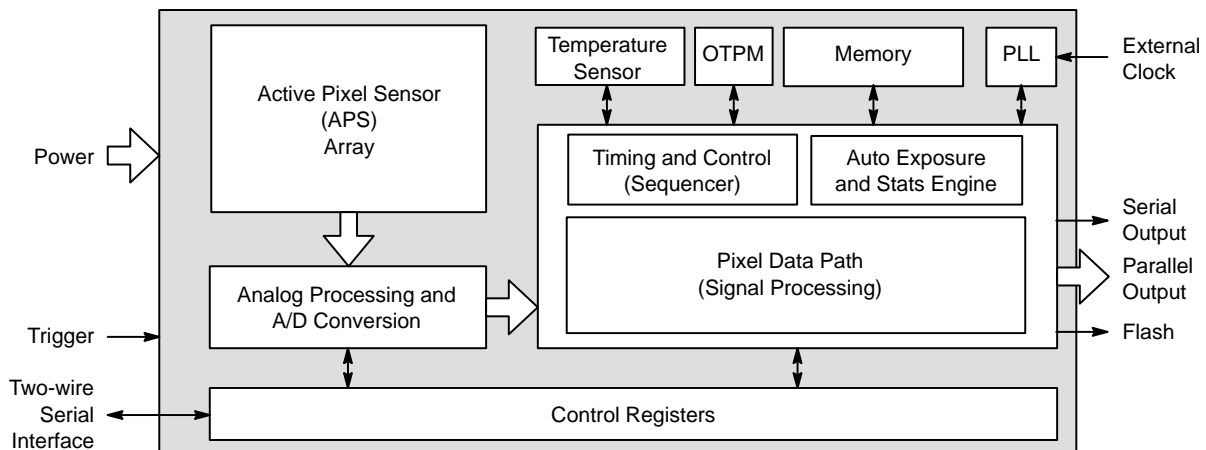 Temperature
Sensor
OTPM
Memory
PLL
External
Clock
Active Pixel Sensor
(APS)
Array
Power
Timing and Control
(Sequencer)
Auto Exposure
and Stats Engine
Serial
Output
Pixel Data Path
(Signal Processing)
Parallel
Output
Analog Processing and
A/D Conversion
Trigger
Flash
Two-wire
Serial
Interface
Control Registers